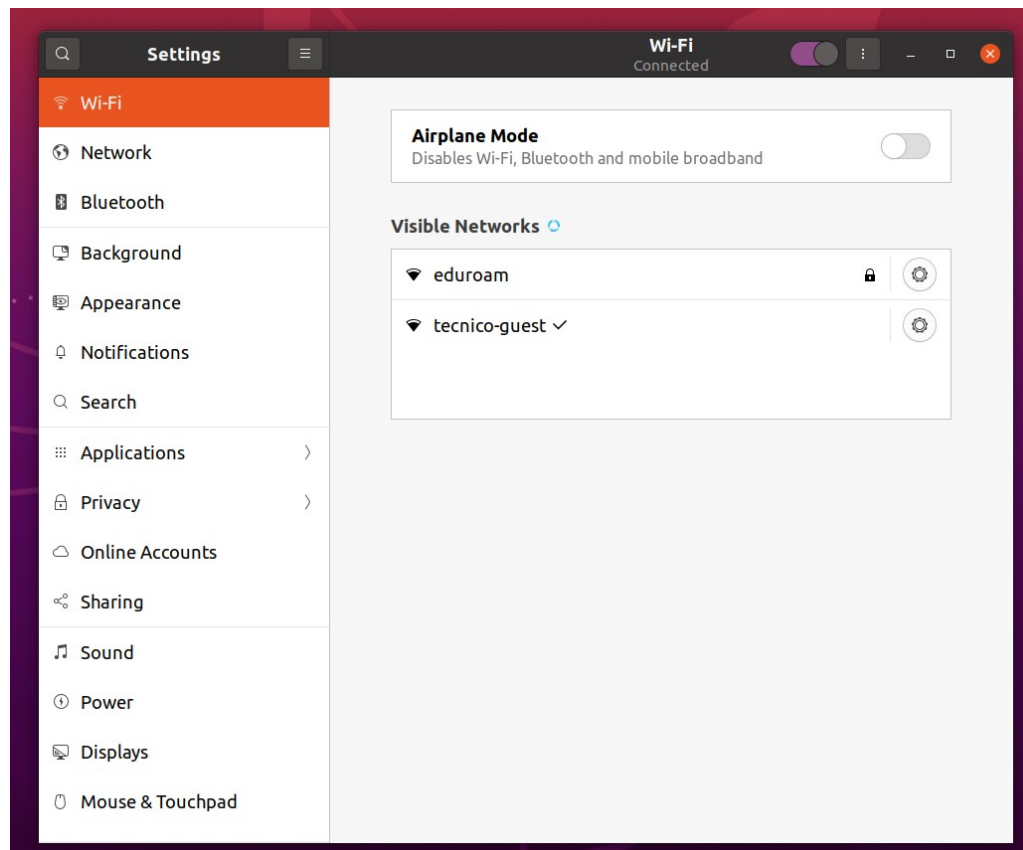 Settings
Wi-Fi
Connected
Wi-Fi
Network
Bluetooth
Background
Appearance
Notifications
Search
Applications
Privacy
Online Accounts
Sharing
Sound
Power
Displays
Mouse & Touchpad
Airplane Mode
Disables Wi-Fi, Bluetooth and mobile broadband
Visible Networks
eduroam
tecnico-guest